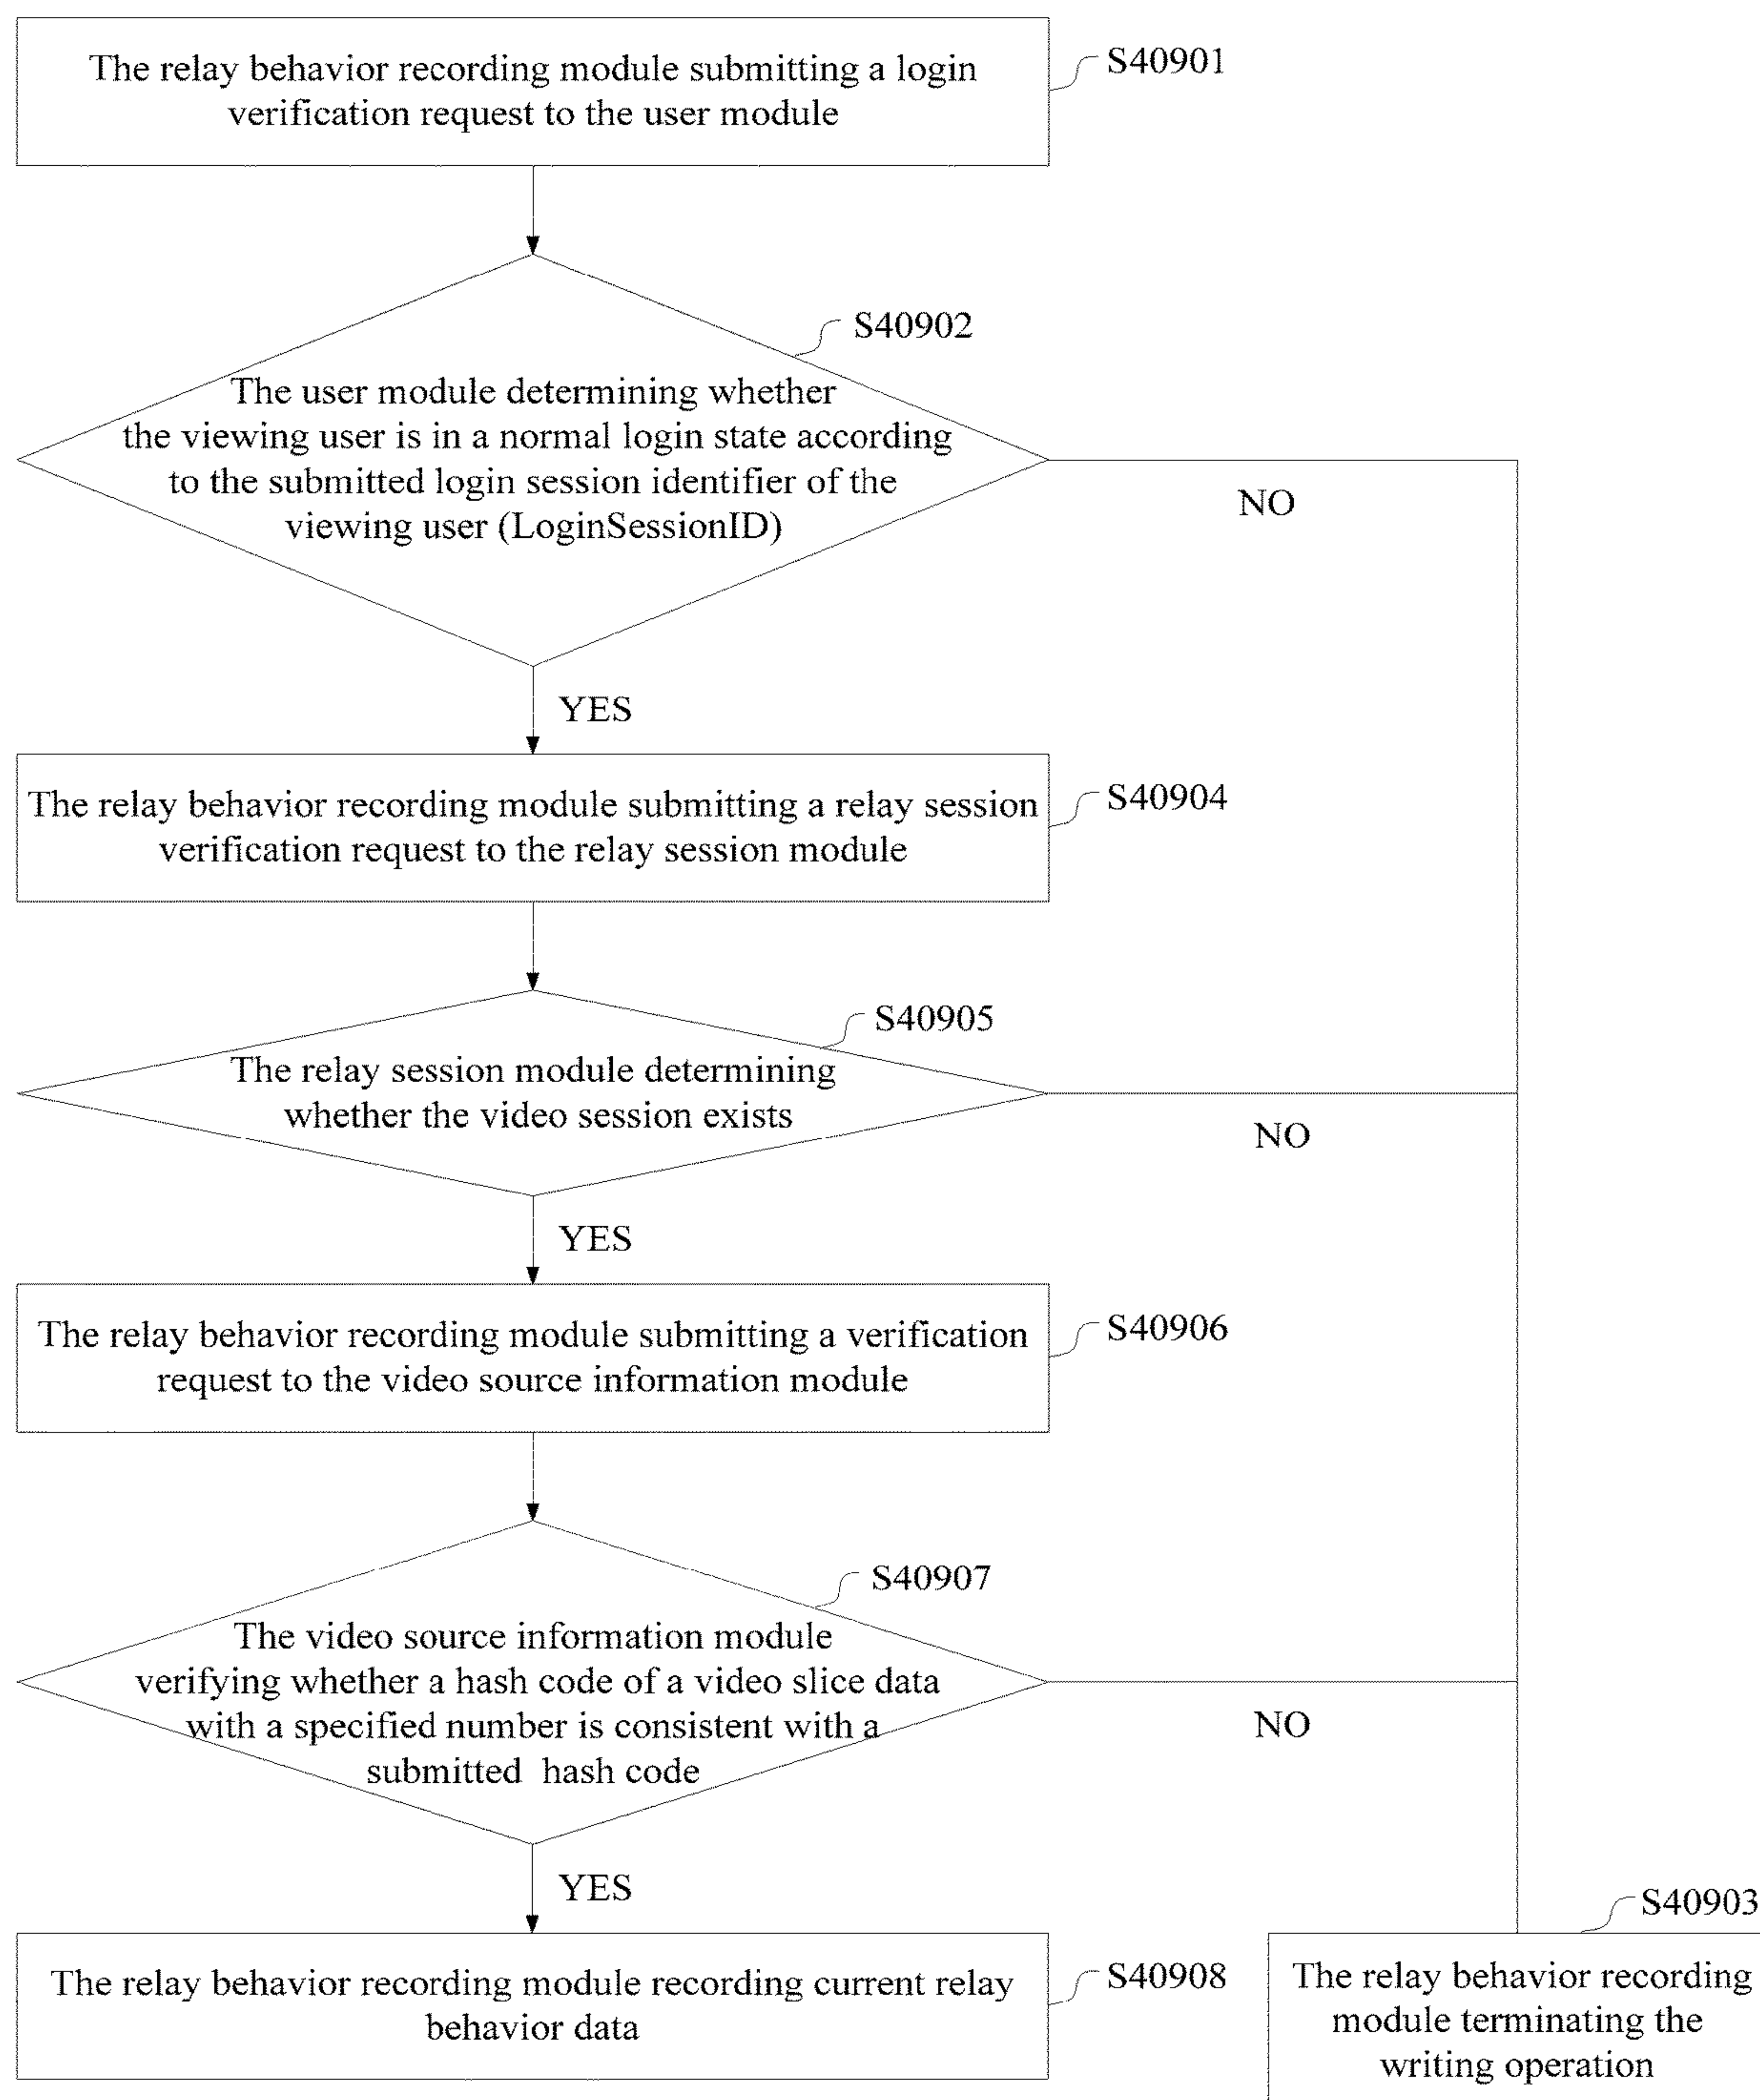 The relay behavior recording module submitting a login
verification request to the user module
S40901
S40902
The user module determining whether
the viewing user is in a normal login state according
to the submitted login session identifier of the
viewing user (LoginSessionID)
NO
YES
The relay behavior recording module submitting a relay session
verification request to the relay session module
S40904
S40905
The relay session module determining
whether the video session exists
NO
YES
The relay behavior recording module submitting a verification
request to the video source information module
S40906
S40907
The video source information module
verifying whether a hash code of a video slice data
with a specified number is consistent with a
submitted hash code
NO
YES
S40903
The relay behavior recording module recording current relay
behavior data
S40908
The relay behavior recording
module terminating the
writing operation